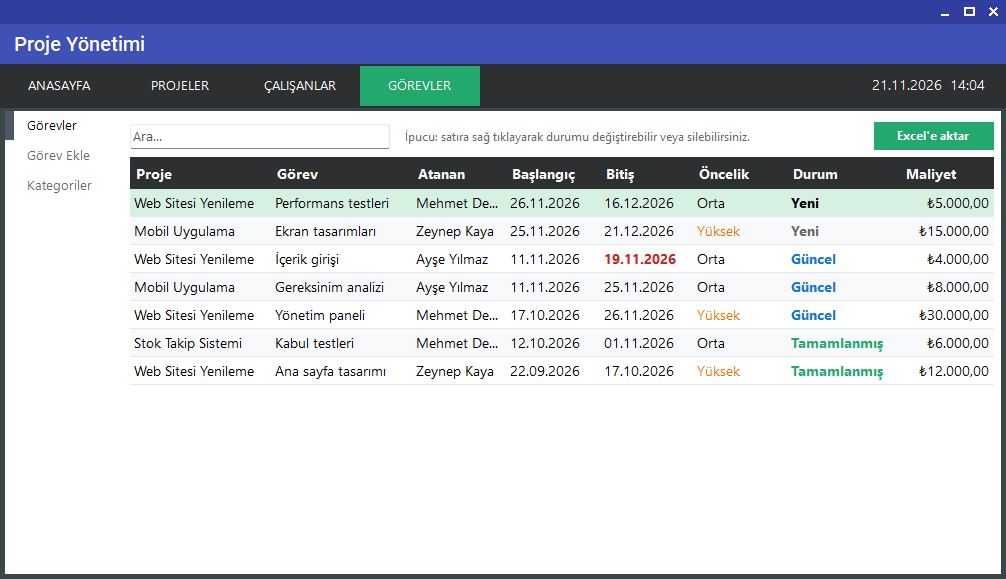 Proje Yönetimi
ANASAYFA PROJELER ÇALIŞANLAR GÖREVLER 21.11.2026 14:04
Görevler
Görev Ekle
Kategoriler
Ara... İpucu: satıra sağ tıklayarak durumu değiştirebilir veya silebilirsiniz. Excel'e aktar
Proje Görev Atanan Başlangıç Bitiş Öncelik Durum Maliyet
Web Sitesi Yenileme Performans testleri Mehmet De... 26.11.2026 16.12.2026 Orta Yeni ₺5.000,00
Mobil Uygulama Ekran tasarımları Zeynep Kaya 25.11.2026 21.12.2026 Yüksek Yeni ₺15.000,00
Web Sitesi Yenileme İçerik girişi Ayşe Yılmaz 11.11.2026 19.11.2026 Orta Güncel ₺4.000,00
Mobil Uygulama Gereksinim analizi Ayşe Yılmaz 11.11.2026 25.11.2026 Orta Güncel ₺8.000,00
Web Sitesi Yenileme Yönetim paneli Mehmet De... 17.10.2026 26.11.2026 Yüksek Güncel ₺30.000,00
Stok Takip Sistemi Kabul testleri Mehmet De... 12.10.2026 01.11.2026 Orta Tamamlanmış ₺6.000,00
Web Sitesi Yenileme Ana sayfa tasarımı Zeynep Kaya 22.09.2026 17.10.2026 Yüksek Tamamlanmış ₺12.000,00